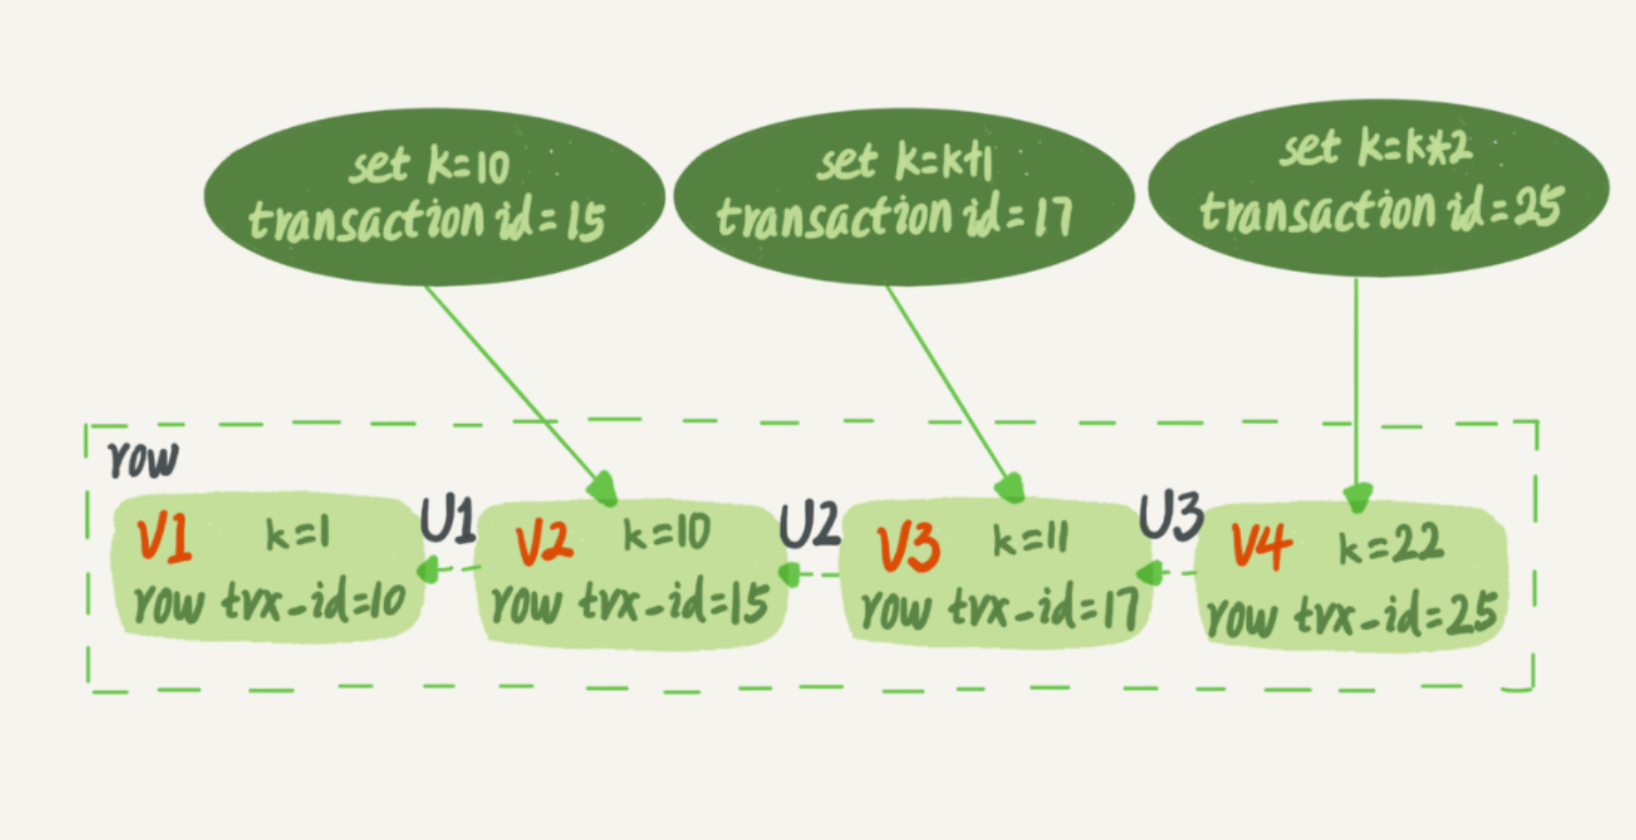 set k=10
transaction id=15
set k=k+1
transaction id=17
set k=k*2
transaction id=25
row
V1 k=1
row trx_id=10
U1
V2 k=10
row trx_id=15
U2
V3 k=11
row trx_id=17
U3
V4 k=22
row trx_id=25